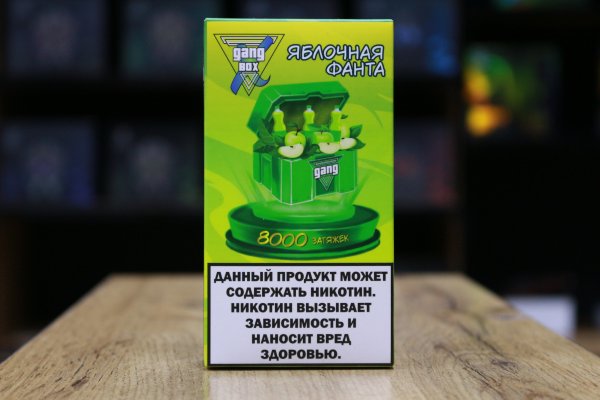 gang
BOX
ЯБЛОЧНАЯ
ФАНТА
gang
8000 ЗАТЯЖЕК
ДАННЫЙ ПРОДУКТ МОЖЕТ
СОДЕРЖАТЬ НИКОТИН.
НИКОТИН ВЫЗЫВАЕТ
ЗАВИСИМОСТЬ И
НАНОСИТ ВРЕД
ЗДОРОВЬЮ.